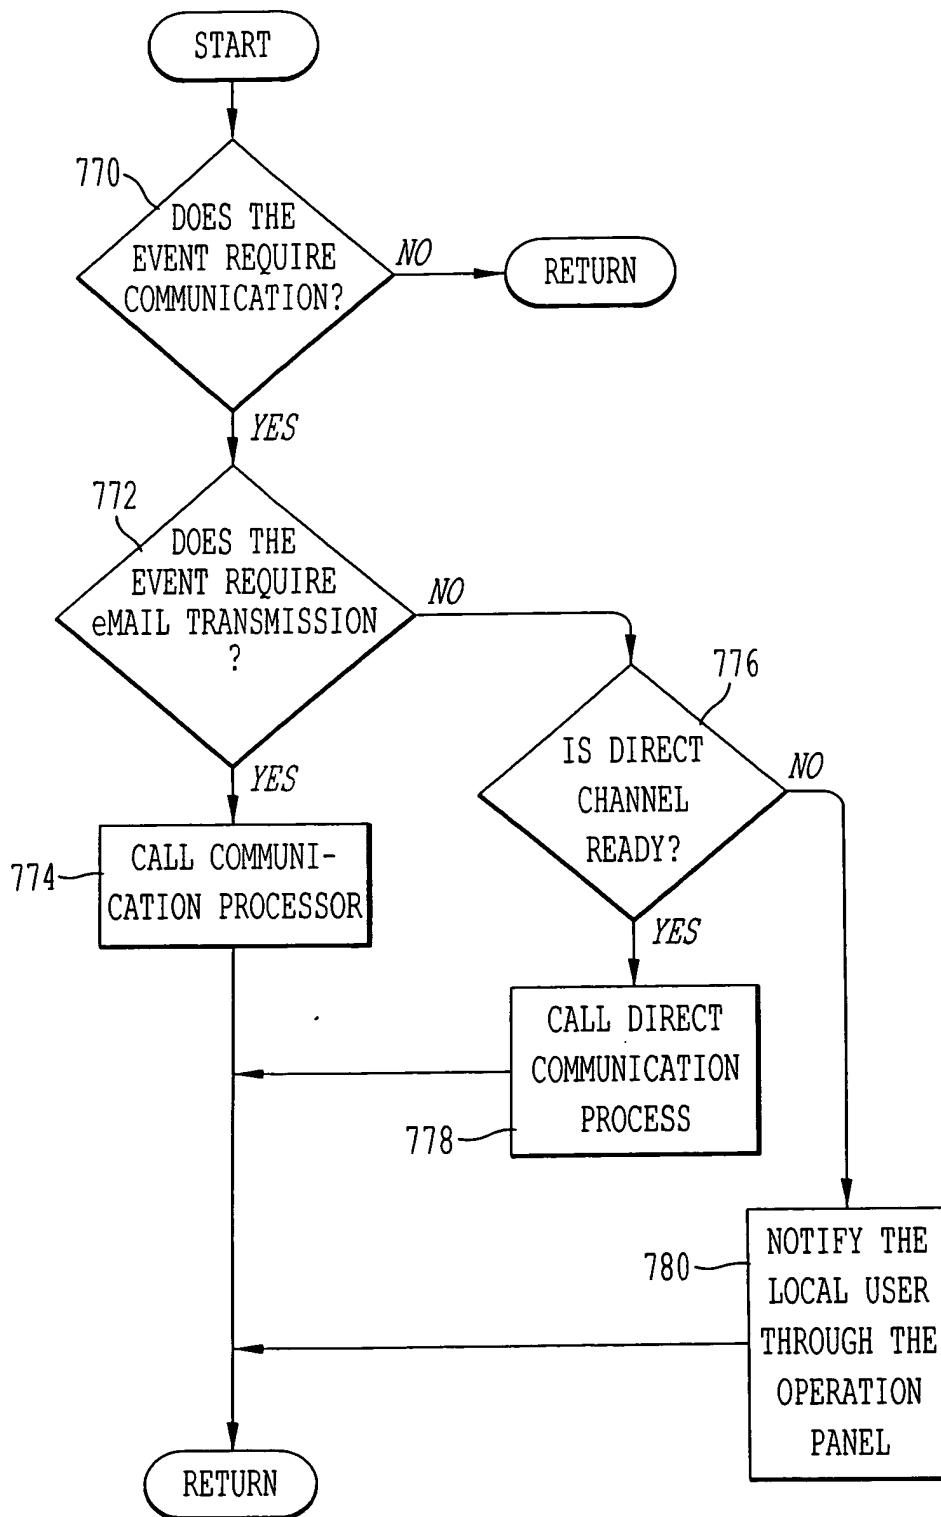 START
770
DOES THE
EVENT REQUIRE
COMMUNICATION?
NO
RETURN
YES
772
DOES THE
EVENT REQUIRE
eMAIL TRANSMISSION
?
NO
776
IS DIRECT
CHANNEL
READY?
NO
YES
774
CALL COMMUNI-
CATION PROCESSOR
YES
CALL DIRECT
COMMUNICATION
PROCESS
778
780
NOTIFY THE
LOCAL USER
THROUGH THE
OPERATION
PANEL
RETURN